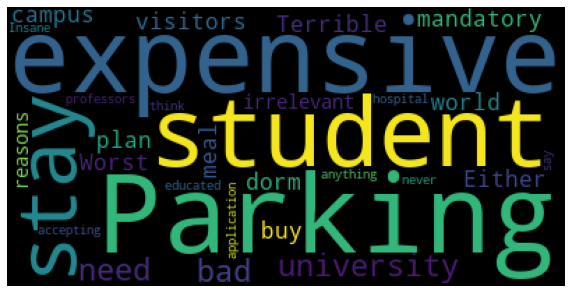 campus visitors Terrible mandatory
Insane
expensive
professors think irrelevant hospital world
reasons plan meal student
stay Worst
educated dorm anything never Either say
accepting application buy Parking
need bad university